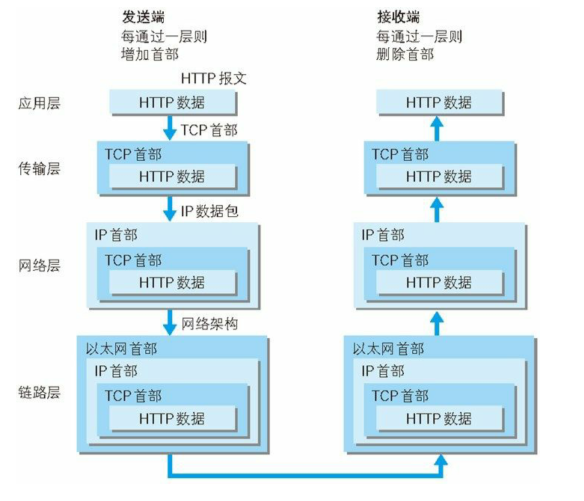 发送端
每通过一层则
增加首部
接收端
每通过一层则
删除首部
HTTP 报文
应用层
HTTP 数据
HTTP 数据
TCP 首部
传输层
TCP 首部
HTTP 数据
TCP 首部
HTTP 数据
IP 数据包
网络层
IP 首部
TCP 首部
HTTP 数据
IP 首部
TCP 首部
HTTP 数据
网络架构
链路层
以太网首部
IP 首部
TCP 首部
HTTP 数据
以太网首部
IP 首部
TCP 首部
HTTP 数据